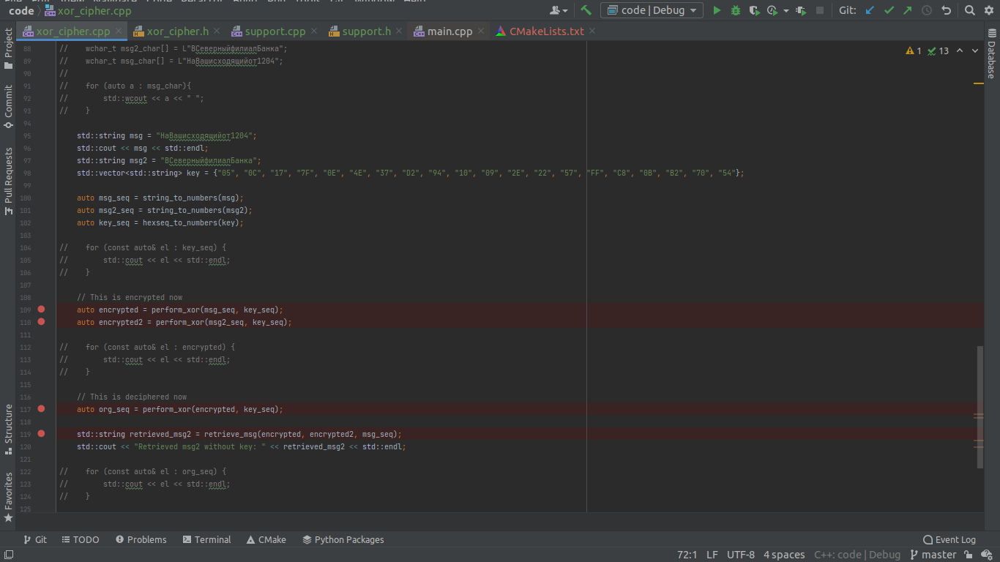 code xor_cipher.cpp code | Debug Git:
xor_cipher.cpp xor_cipher.h support.cpp support.h main.cpp CMakeLists.txt
Project
Commit
Pull Requests
Structure
Favorites
Database
1 13
88 // wchar_t msg2_char[] = L"ВСеверныйфилиалБанка";
89 // wchar_t msg_char[] = L"НаВашисходящийот1204";
90 //
91 // for (auto a : msg_char){
92 // std::wcout << a << " ";
93 // }
94
95 std::string msg = "НаВашисходящийот1204";
96 std::cout << msg << std::endl;
97 std::string msg2 = "ВСеверныйфилиалБанка";
98 std::vector<std::string> key = {"05", "0C", "17", "7F", "0E", "4E", "37", "D2", "94", "10", "09", "2E", "22", "57", "FF", "C8", "0B", "B2", "70", "54"};
99
100 auto msg_seq = string_to_numbers(msg);
101 auto msg2_seq = string_to_numbers(msg2);
102 auto key_seq = hexseq_to_numbers(key);
103
104 // for (const auto& el : key_seq) {
105 // std::cout << el << std::endl;
106 // }
107
108 // This is encrypted now
109 auto encrypted = perform_xor(msg_seq, key_seq);
110 auto encrypted2 = perform_xor(msg2_seq, key_seq);
111
112 // for (const auto& el : encrypted) {
113 // std::cout << el << std::endl;
114 // }
115
116 // This is deciphered now
117 auto org_seq = perform_xor(encrypted, key_seq);
118
119 std::string retrieved_msg2 = retrieve_msg(encrypted, encrypted2, msg_seq);
120 std::cout << "Retrieved msg2 without key: " << retrieved_msg2 << std::endl;
121
122 // for (const auto& el : org_seq) {
123 // std::cout << el << std::endl;
124 // }
125
Git TODO Problems Terminal CMake Python Packages Event Log
72:1 LF UTF-8 4 spaces C++: code | Debug master